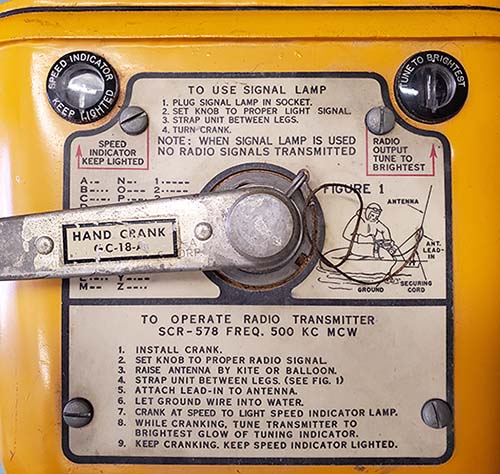 SPEED INDICATOR
KEEP LIGHTED
TUNE TO BRIGHTEST
TO USE SIGNAL LAMP
1. PLUG SIGNAL LAMP IN SOCKET.
2. SET KNOB TO PROPER LIGHT SIGNAL.
3. STRAP UNIT BETWEEN LEGS.
4. TURN CRANK.
NOTE: WHEN SIGNAL LAMP IS USED
NO RADIO SIGNALS TRANSMITTED
SPEED
INDICATOR
KEEP LIGHTED
RADIO
OUTPUT
TUNE TO
BRIGHTEST
A.- N-. 1.----
B-... O--- 2..---
HAND CRANK
GC-18-A
Z--..
FIGURE 1
ANTENNA
ANT.
LEAD-
IN
GROUND
SECURING
CORD
TO OPERATE RADIO TRANSMITTER
SCR-578 FREQ. 500 KC MCW
1. INSTALL CRANK.
2. SET KNOB TO PROPER RADIO SIGNAL.
3. RAISE ANTENNA BY KITE OR BALLOON.
4. STRAP UNIT BETWEEN LEGS. (SEE FIG. 1)
5. ATTACH LEAD-IN TO ANTENNA.
6. LET GROUND WIRE INTO WATER.
7. CRANK AT SPEED TO LIGHT SPEED INDICATOR LAMP.
8. WHILE CRANKING, TUNE TRANSMITTER TO
BRIGHTEST GLOW OF TUNING INDICATOR.
9. KEEP CRANKING. KEEP SPEED INDICATOR LIGHTED.